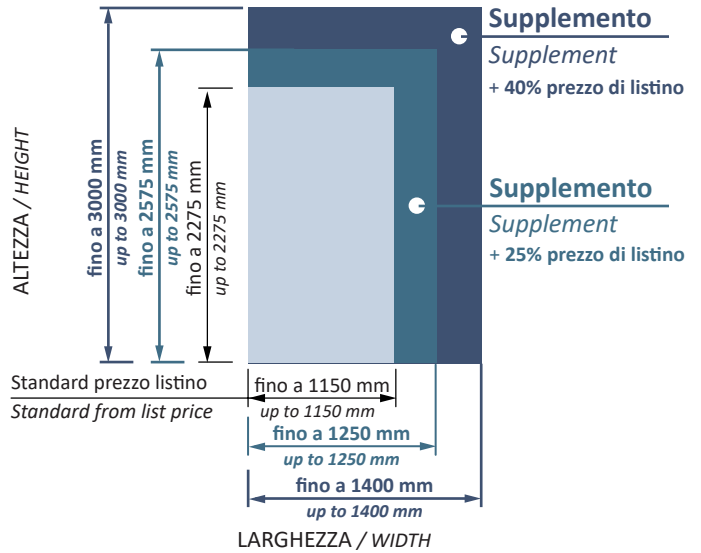 Supplemento
Supplement
+ 40% prezzo di listino
Supplemento
Supplement
+ 25% prezzo di listino
ALTEZZA / HEIGHT
fino a 3000 mm
up to 3000 mm
fino a 2575 mm
up to 2575 mm
fino a 2275 mm
up to 2275 mm
Standard prezzo listino
Standard from list price
fino a 1150 mm
up to 1150 mm
fino a 1250 mm
up to 1250 mm
fino a 1400 mm
up to 1400 mm
LARGHEZZA / WIDTH